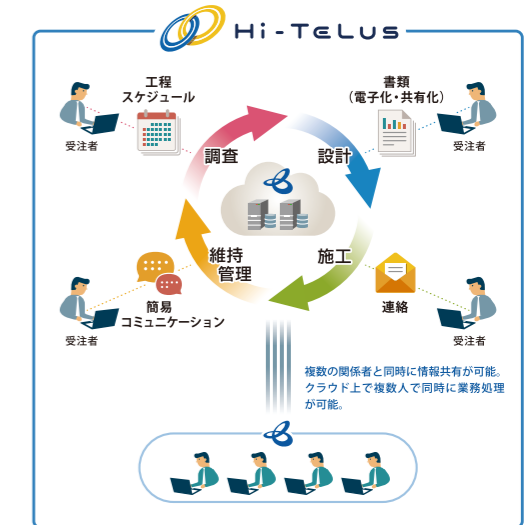 Hi-TeLus
工程
スケジュール
書類
(電子化・共有化)
受注者
受注者
調査
設計
維持
管理
施工
簡易
コミュニケーション
連絡
受注者
受注者
複数の関係者と同時に情報共有が可能。
クラウド上で複数人で同時に業務処理
が可能。